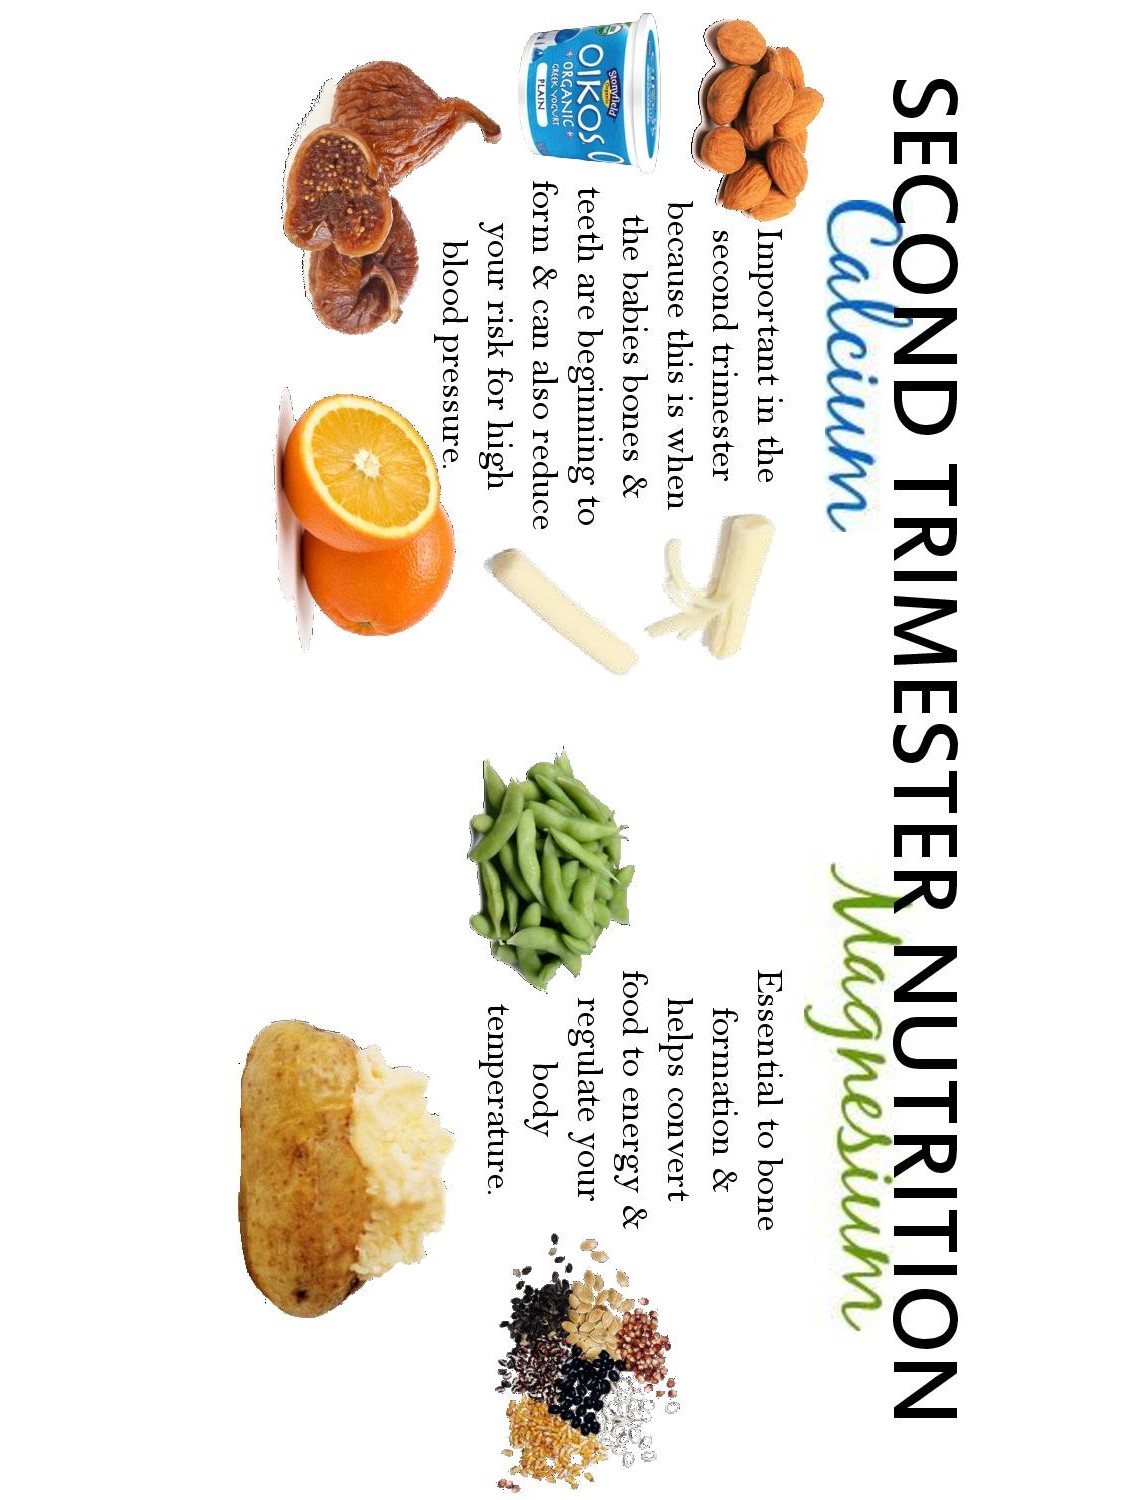 SECOND TRIMESTER NUTRITION
Calcium
Important in the
second trimester
because this is when
the babies bones &
teeth are beginning to
form & can also reduce
your risk for high
blood pressure.
Stonyfield
OIKOS
ORGANIC
GREEK YOGURT
PLAIN
Magnesium
Essential to bone
formation &
helps convert
food to energy &
regulate your
body
temperature.